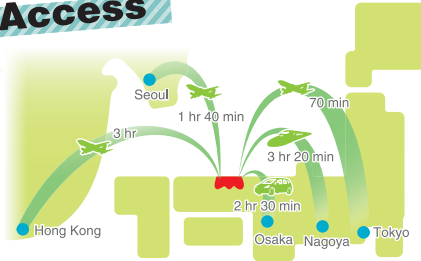 Access
Seoul
1 hr 40 min
70 min
3 hr
3 hr 20 min
2 hr 30 min
Hong Kong
Osaka
Nagoya
Tokyo